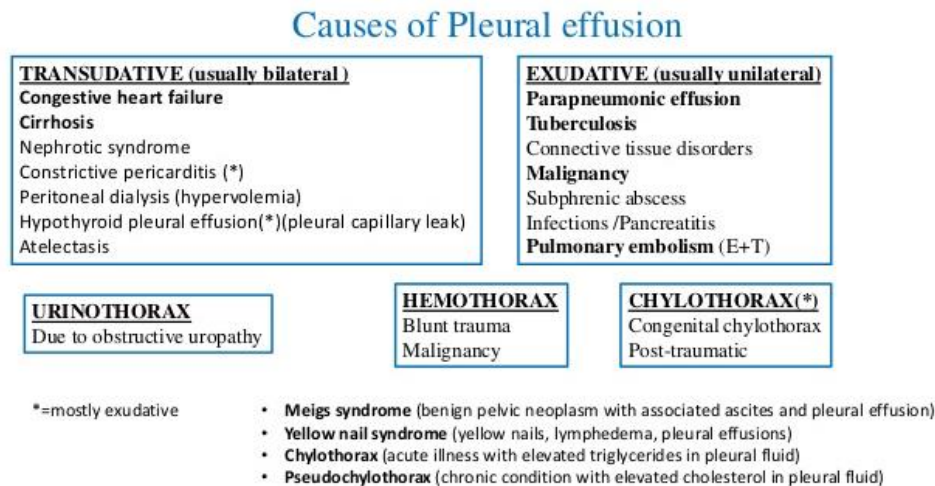 Causes of Pleural effusion
TRANSUDATIVE (usually bilateral )
Congestive heart failure
Cirrhosis
Nephrotic syndrome
Constrictive pericarditis (*)
Peritoneal dialysis (hypervolemia)
Hypothyroid pleural effusion(*)(pleural capillary leak)
Atelectasis
EXUDATIVE (usually unilateral)
Parapneumonic effusion
Tuberculosis
Connective tissue disorders
Malignancy
Subphrenic abscess
Infections /Pancreatitis
Pulmonary embolism (E+T)
URINOTHORAX
Due to obstructive uropathy
HEMOTHORAX
Blunt trauma
Malignancy
CHYLOTHORAX(*)
Congenital chylothorax
Post-traumatic
*=mostly exudative
• Meigs syndrome (benign pelvic neoplasm with associated ascites and pleural effusion)
• Yellow nail syndrome (yellow nails, lymphedema, pleural effusions)
• Chylothorax (acute illness with elevated triglycerides in pleural fluid)
• Pseudochylothorax (chronic condition with elevated cholesterol in pleural fluid)